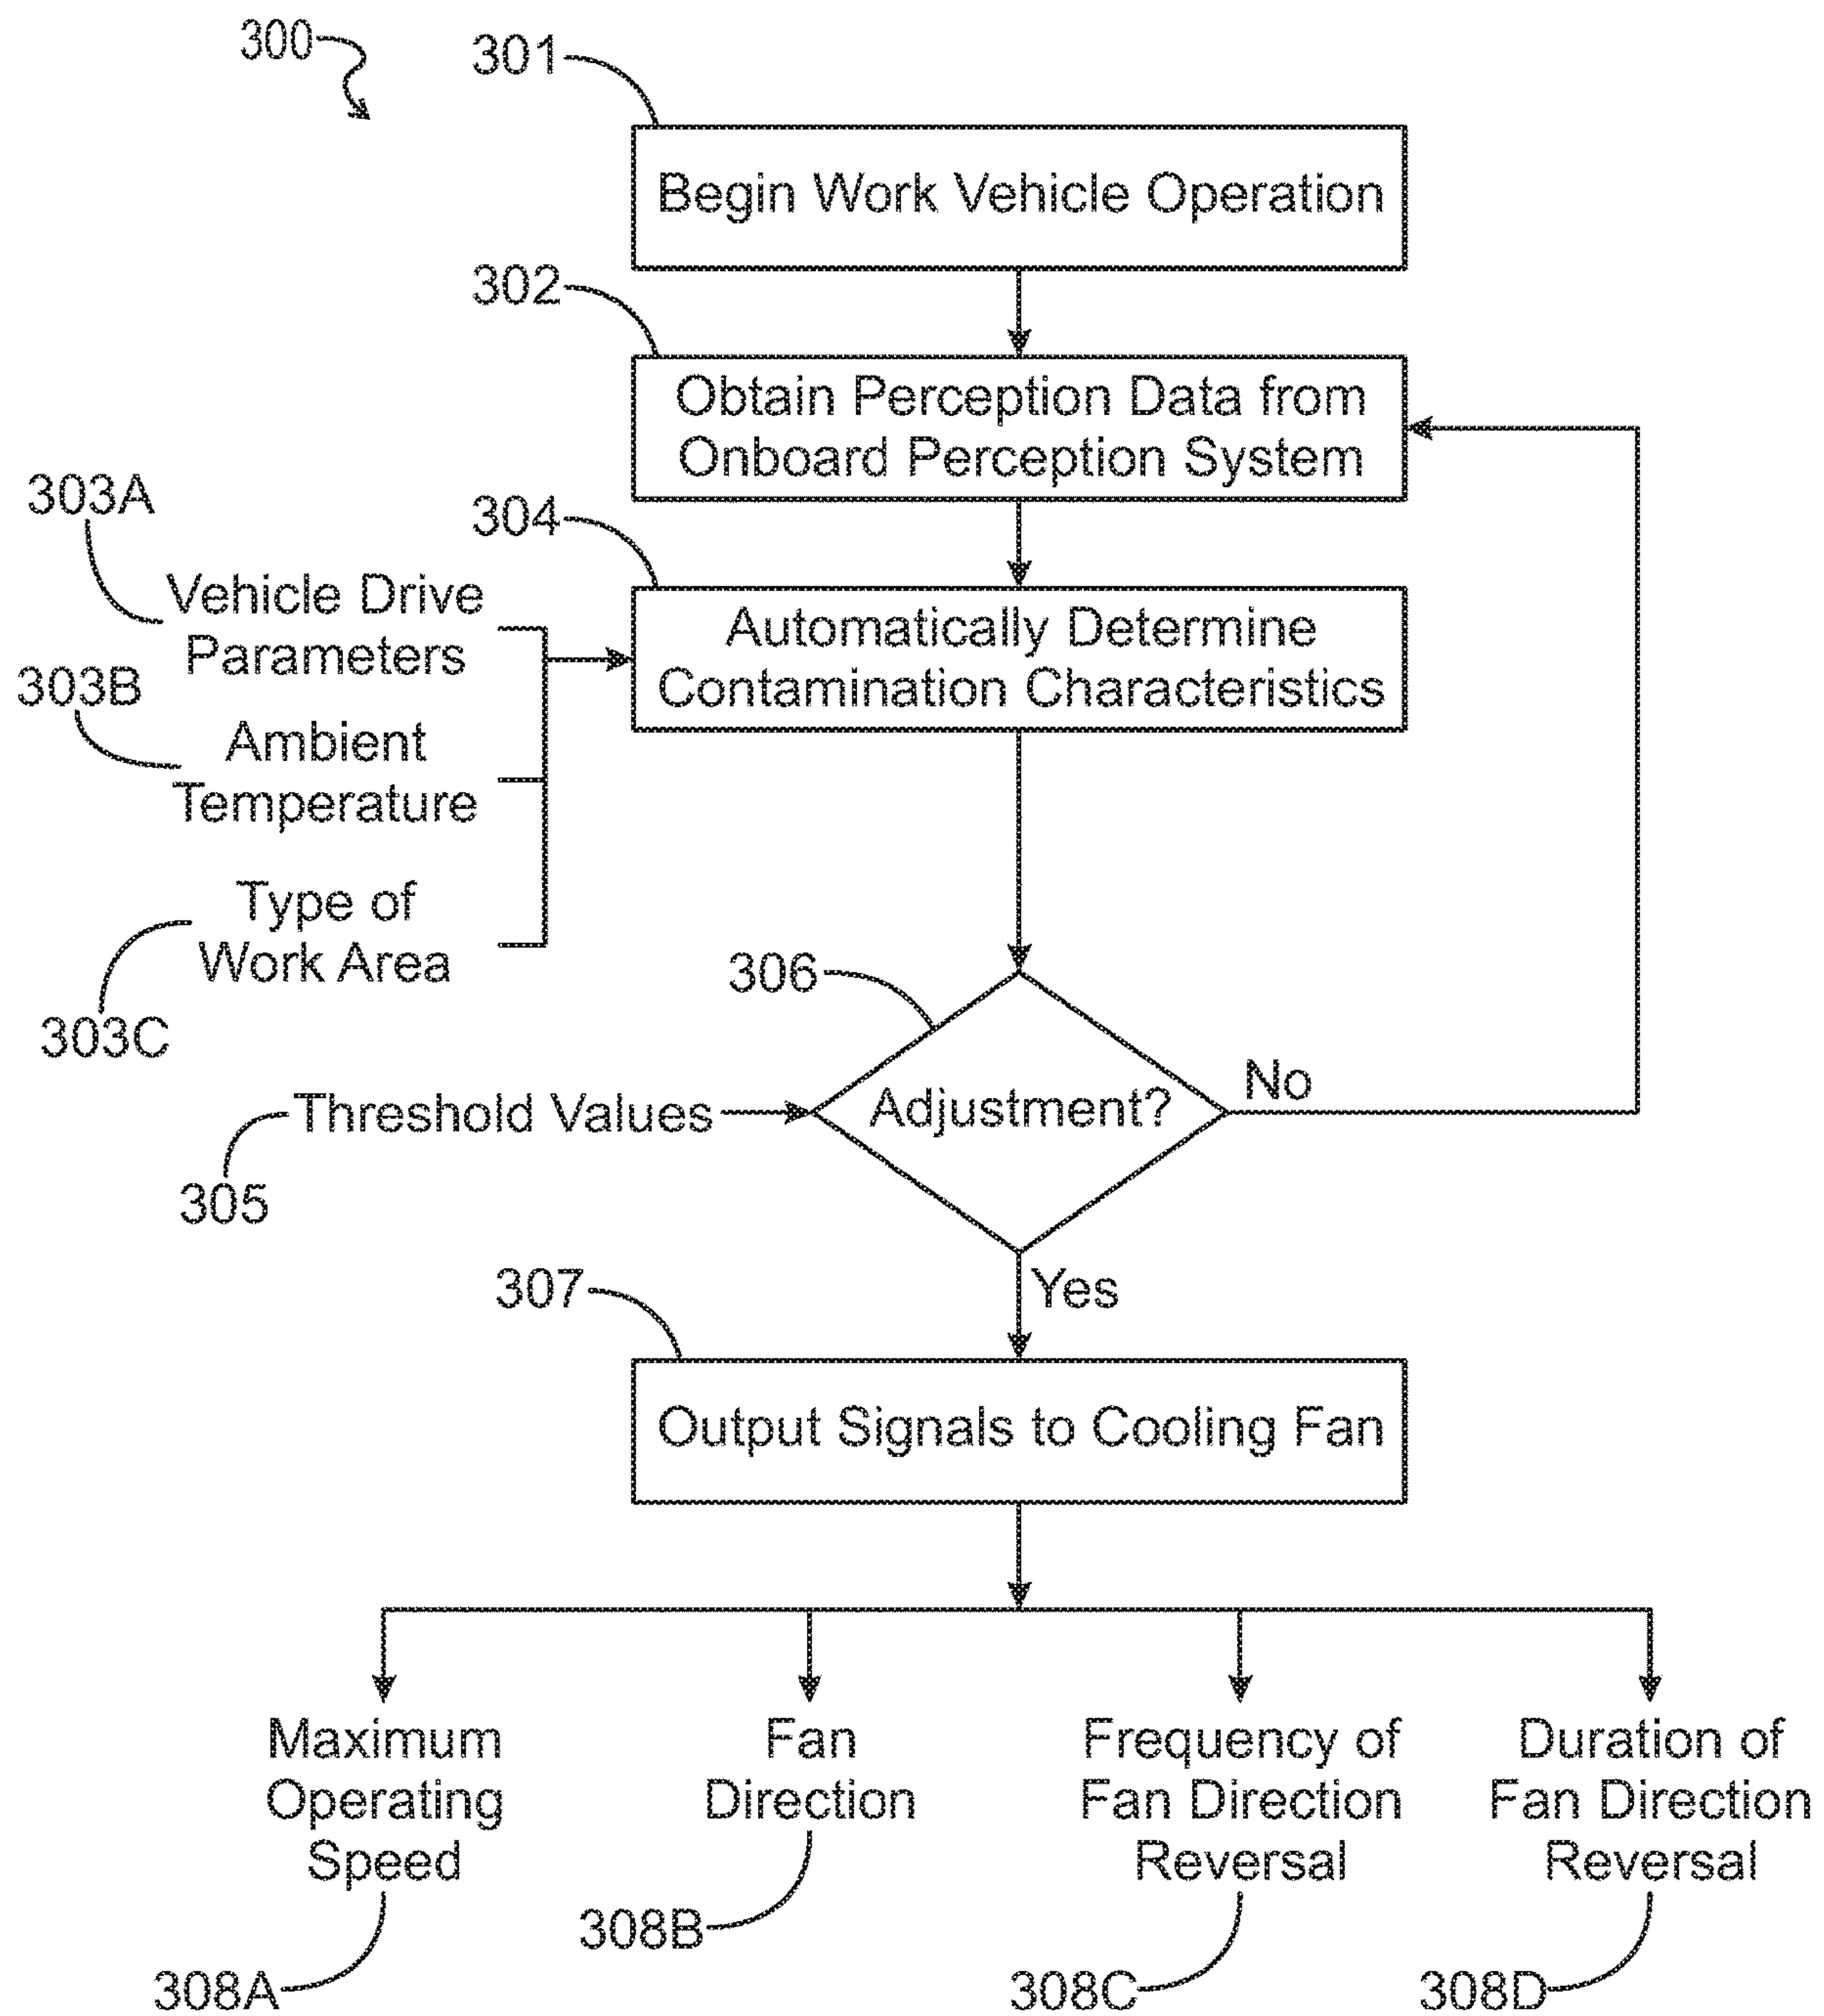 300
301
Begin Work Vehicle Operation
302
Obtain Perception Data from
Onboard Perception System
303A
304
Vehicle Drive
Parameters
Automatically Determine
Contamination Characteristics
303B
Ambient
Temperature
Type of
Work Area
303C
306
Adjustment?
No
Threshold Values
305
Yes
307
Output Signals to Cooling Fan
Maximum
Operating
Speed
308A
Fan
Direction
308B
Frequency of
Fan Direction
Reversal
308C
Duration of
Fan Direction
Reversal
308D